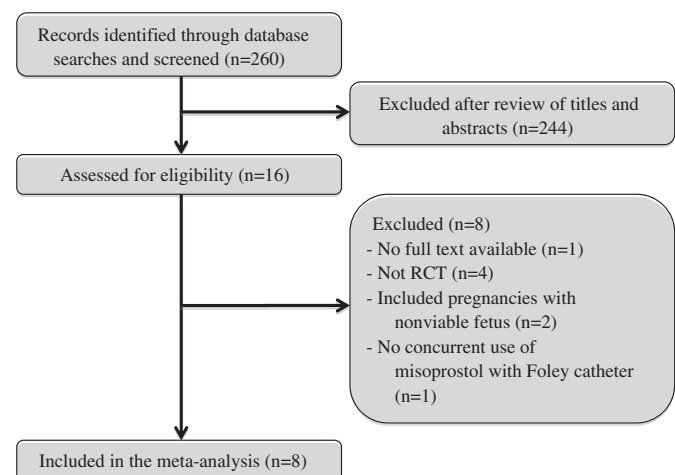 Records identified through database
searches and screened (n=260)
Excluded after review of titles and
abstracts (n=244)
Assessed for eligibility (n=16)
Excluded (n=8)
- No full text available (n=1)
- Not RCT (n=4)
- Included pregnancies with
nonviable fetus (n=2)
- No concurrent use of
misoprostol with Foley catheter
(n=1)
Included in the meta-analysis (n=8)